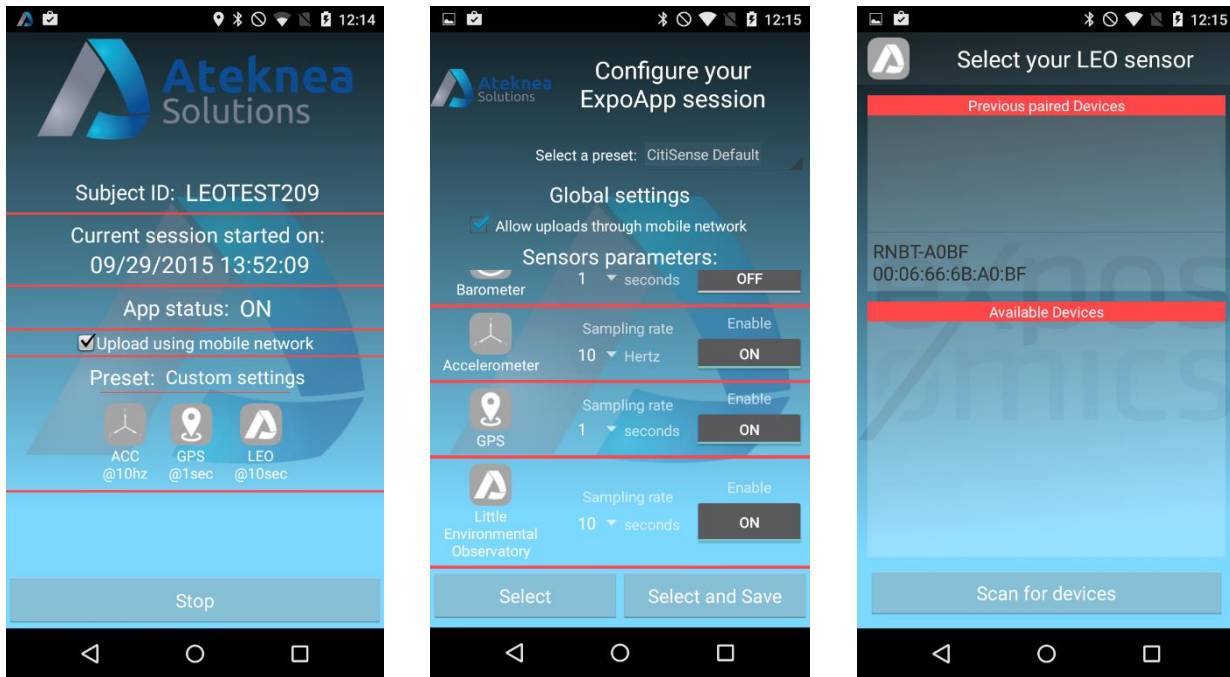 12:14
Ateknea
Solutions
Subject ID: LEOTEST209
Current session started on:
09/29/2015 13:52:09
App status: ON
Upload using mobile network
Preset: Custom settings
ACC GPS LEO
@10hz @1sec @10sec
Stop
12:15
Ateknea
Solutions
Configure your
ExpoApp session
Select a preset: CitiSense Default
Global settings
Allow uploads through mobile network
Sensors parameters:
Barometer 1 seconds OFF
Sampling rate Enable
10 Hertz ON
Accelerometer
Sampling rate Enable
1 seconds ON
GPS
Sampling rate Enable
10 seconds ON
Little
Environmental
Observatory
Select Select and Save
12:15
Select your LEO sensor
Previous paired Devices
RNBT-A0BF
00:06:66:6B:A0:BF
Available Devices
expos
omics
Scan for devices